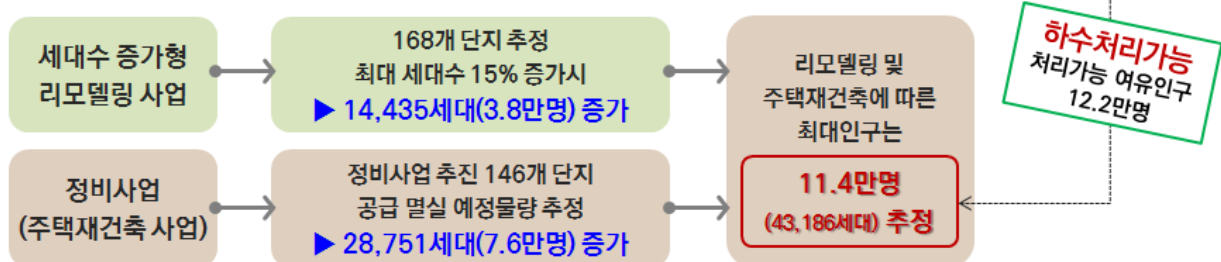 세대수 증가형
리모델링 사업
168개 단지 추정
최대 세대수 15% 증가시
▶ 14,435세대(3.8만명) 증가
정비사업
(주택재건축 사업)
정비사업 추진 146개 단지
공급 멸실 예정물량 추정
▶ 28,751세대(7.6만명) 증가
리모델링 및
주택재건축에 따른
최대인구는
11.4만명
(43,186세대) 추정
하수처리가능
처리가능 여유인구
12.2만명